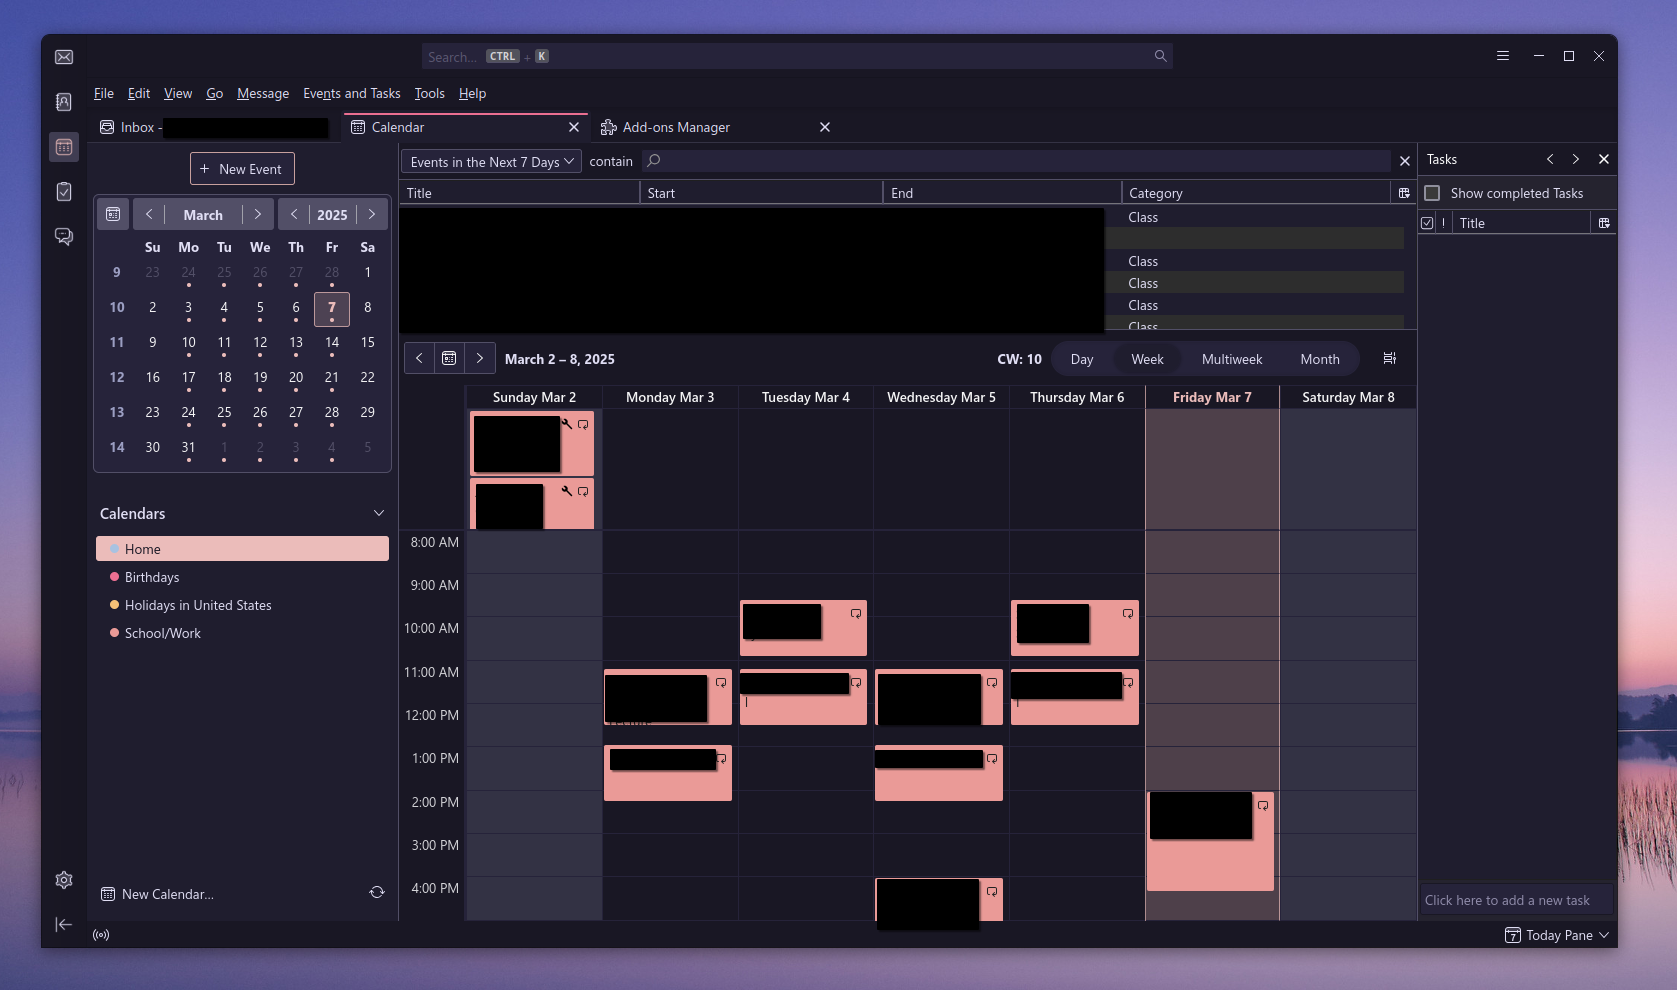 Search... CTRL + K
File Edit View Go Message Events and Tasks Tools Help
Inbox -
Calendar
Add-ons Manager
+ New Event
March
2025
Su Mo Tu We Th Fr Sa
9 23 24 25 26 27 28 1
10 2 3 4 5 6 7 8
11 9 10 11 12 13 14 15
12 16 17 18 19 20 21 22
13 23 24 25 26 27 28 29
14 30 31 1 2 3 4 5
Calendars
Home
Birthdays
Holidays in United States
School/Work
New Calendar...
Events in the Next 7 Days contain
Title Start End Category
Class
Class
Class
Class
Class
March 2 – 8, 2025
CW: 10 Day Week Multiweek Month
Sunday Mar 2 Monday Mar 3 Tuesday Mar 4 Wednesday Mar 5 Thursday Mar 6 Friday Mar 7 Saturday Mar 8
8:00 AM
9:00 AM
10:00 AM
11:00 AM
12:00 PM
1:00 PM
2:00 PM
3:00 PM
4:00 PM
Tasks
Show completed Tasks
! Title
Click here to add a new task
7 Today Pane